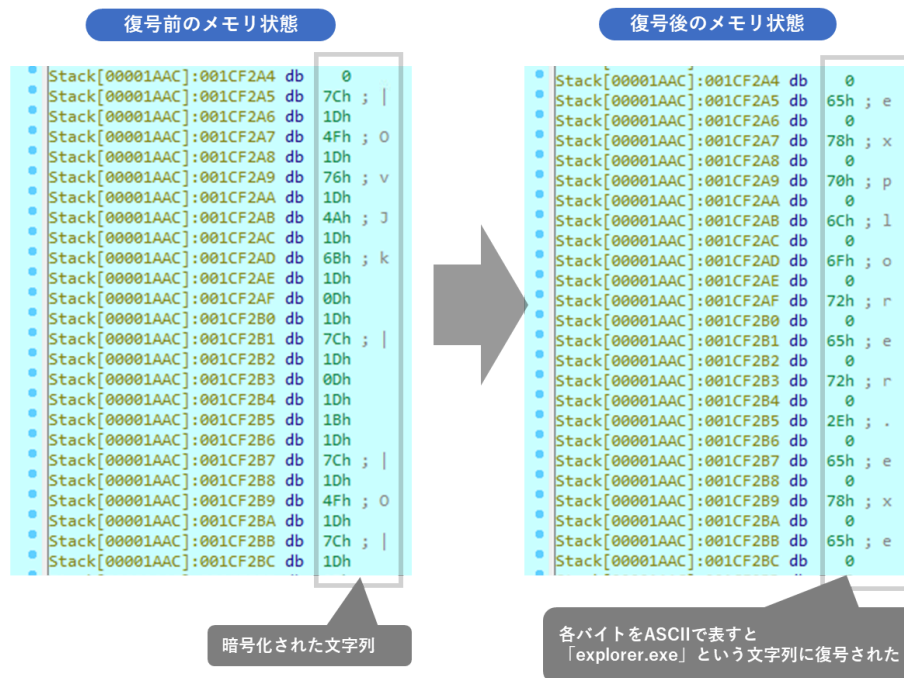 復号前のメモリ状態
Stack[00001AAC]:001CF2A4 db 0
Stack[00001AAC]:001CF2A5 db 7Ch ; |
Stack[00001AAC]:001CF2A6 db 1Dh
Stack[00001AAC]:001CF2A7 db 4Fh ; O
Stack[00001AAC]:001CF2A8 db 1Dh
Stack[00001AAC]:001CF2A9 db 76h ; v
Stack[00001AAC]:001CF2AA db 1Dh
Stack[00001AAC]:001CF2AB db 4Ah ; J
Stack[00001AAC]:001CF2AC db 1Dh
Stack[00001AAC]:001CF2AD db 6Bh ; k
Stack[00001AAC]:001CF2AE db 1Dh
Stack[00001AAC]:001CF2AF db 0Dh
Stack[00001AAC]:001CF2B0 db 1Dh
Stack[00001AAC]:001CF2B1 db 7Ch ; |
Stack[00001AAC]:001CF2B2 db 1Dh
Stack[00001AAC]:001CF2B3 db 0Dh
Stack[00001AAC]:001CF2B4 db 1Dh
Stack[00001AAC]:001CF2B5 db 1Bh
Stack[00001AAC]:001CF2B6 db 1Dh
Stack[00001AAC]:001CF2B7 db 7Ch ; |
Stack[00001AAC]:001CF2B8 db 1Dh
Stack[00001AAC]:001CF2B9 db 4Fh ; O
Stack[00001AAC]:001CF2BA db 1Dh
Stack[00001AAC]:001CF2BB db 7Ch ; |
Stack[00001AAC]:001CF2BC db 1Dh
暗号化された文字列
復号後のメモリ状態
Stack[00001AAC]:001CF2A4 db 0
Stack[00001AAC]:001CF2A5 db 65h ; e
Stack[00001AAC]:001CF2A6 db 0
Stack[00001AAC]:001CF2A7 db 78h ; x
Stack[00001AAC]:001CF2A8 db 0
Stack[00001AAC]:001CF2A9 db 70h ; p
Stack[00001AAC]:001CF2AA db 0
Stack[00001AAC]:001CF2AB db 6Ch ; l
Stack[00001AAC]:001CF2AC db 0
Stack[00001AAC]:001CF2AD db 6Fh ; o
Stack[00001AAC]:001CF2AE db 0
Stack[00001AAC]:001CF2AF db 72h ; r
Stack[00001AAC]:001CF2B0 db 0
Stack[00001AAC]:001CF2B1 db 65h ; e
Stack[00001AAC]:001CF2B2 db 0
Stack[00001AAC]:001CF2B3 db 72h ; r
Stack[00001AAC]:001CF2B4 db 0
Stack[00001AAC]:001CF2B5 db 2Eh ; .
Stack[00001AAC]:001CF2B6 db 0
Stack[00001AAC]:001CF2B7 db 65h ; e
Stack[00001AAC]:001CF2B8 db 0
Stack[00001AAC]:001CF2B9 db 78h ; x
Stack[00001AAC]:001CF2BA db 0
Stack[00001AAC]:001CF2BB db 65h ; e
Stack[00001AAC]:001CF2BC db 0
各バイトをASCIIで表すと
「explorer.exe」という文字列に復号された